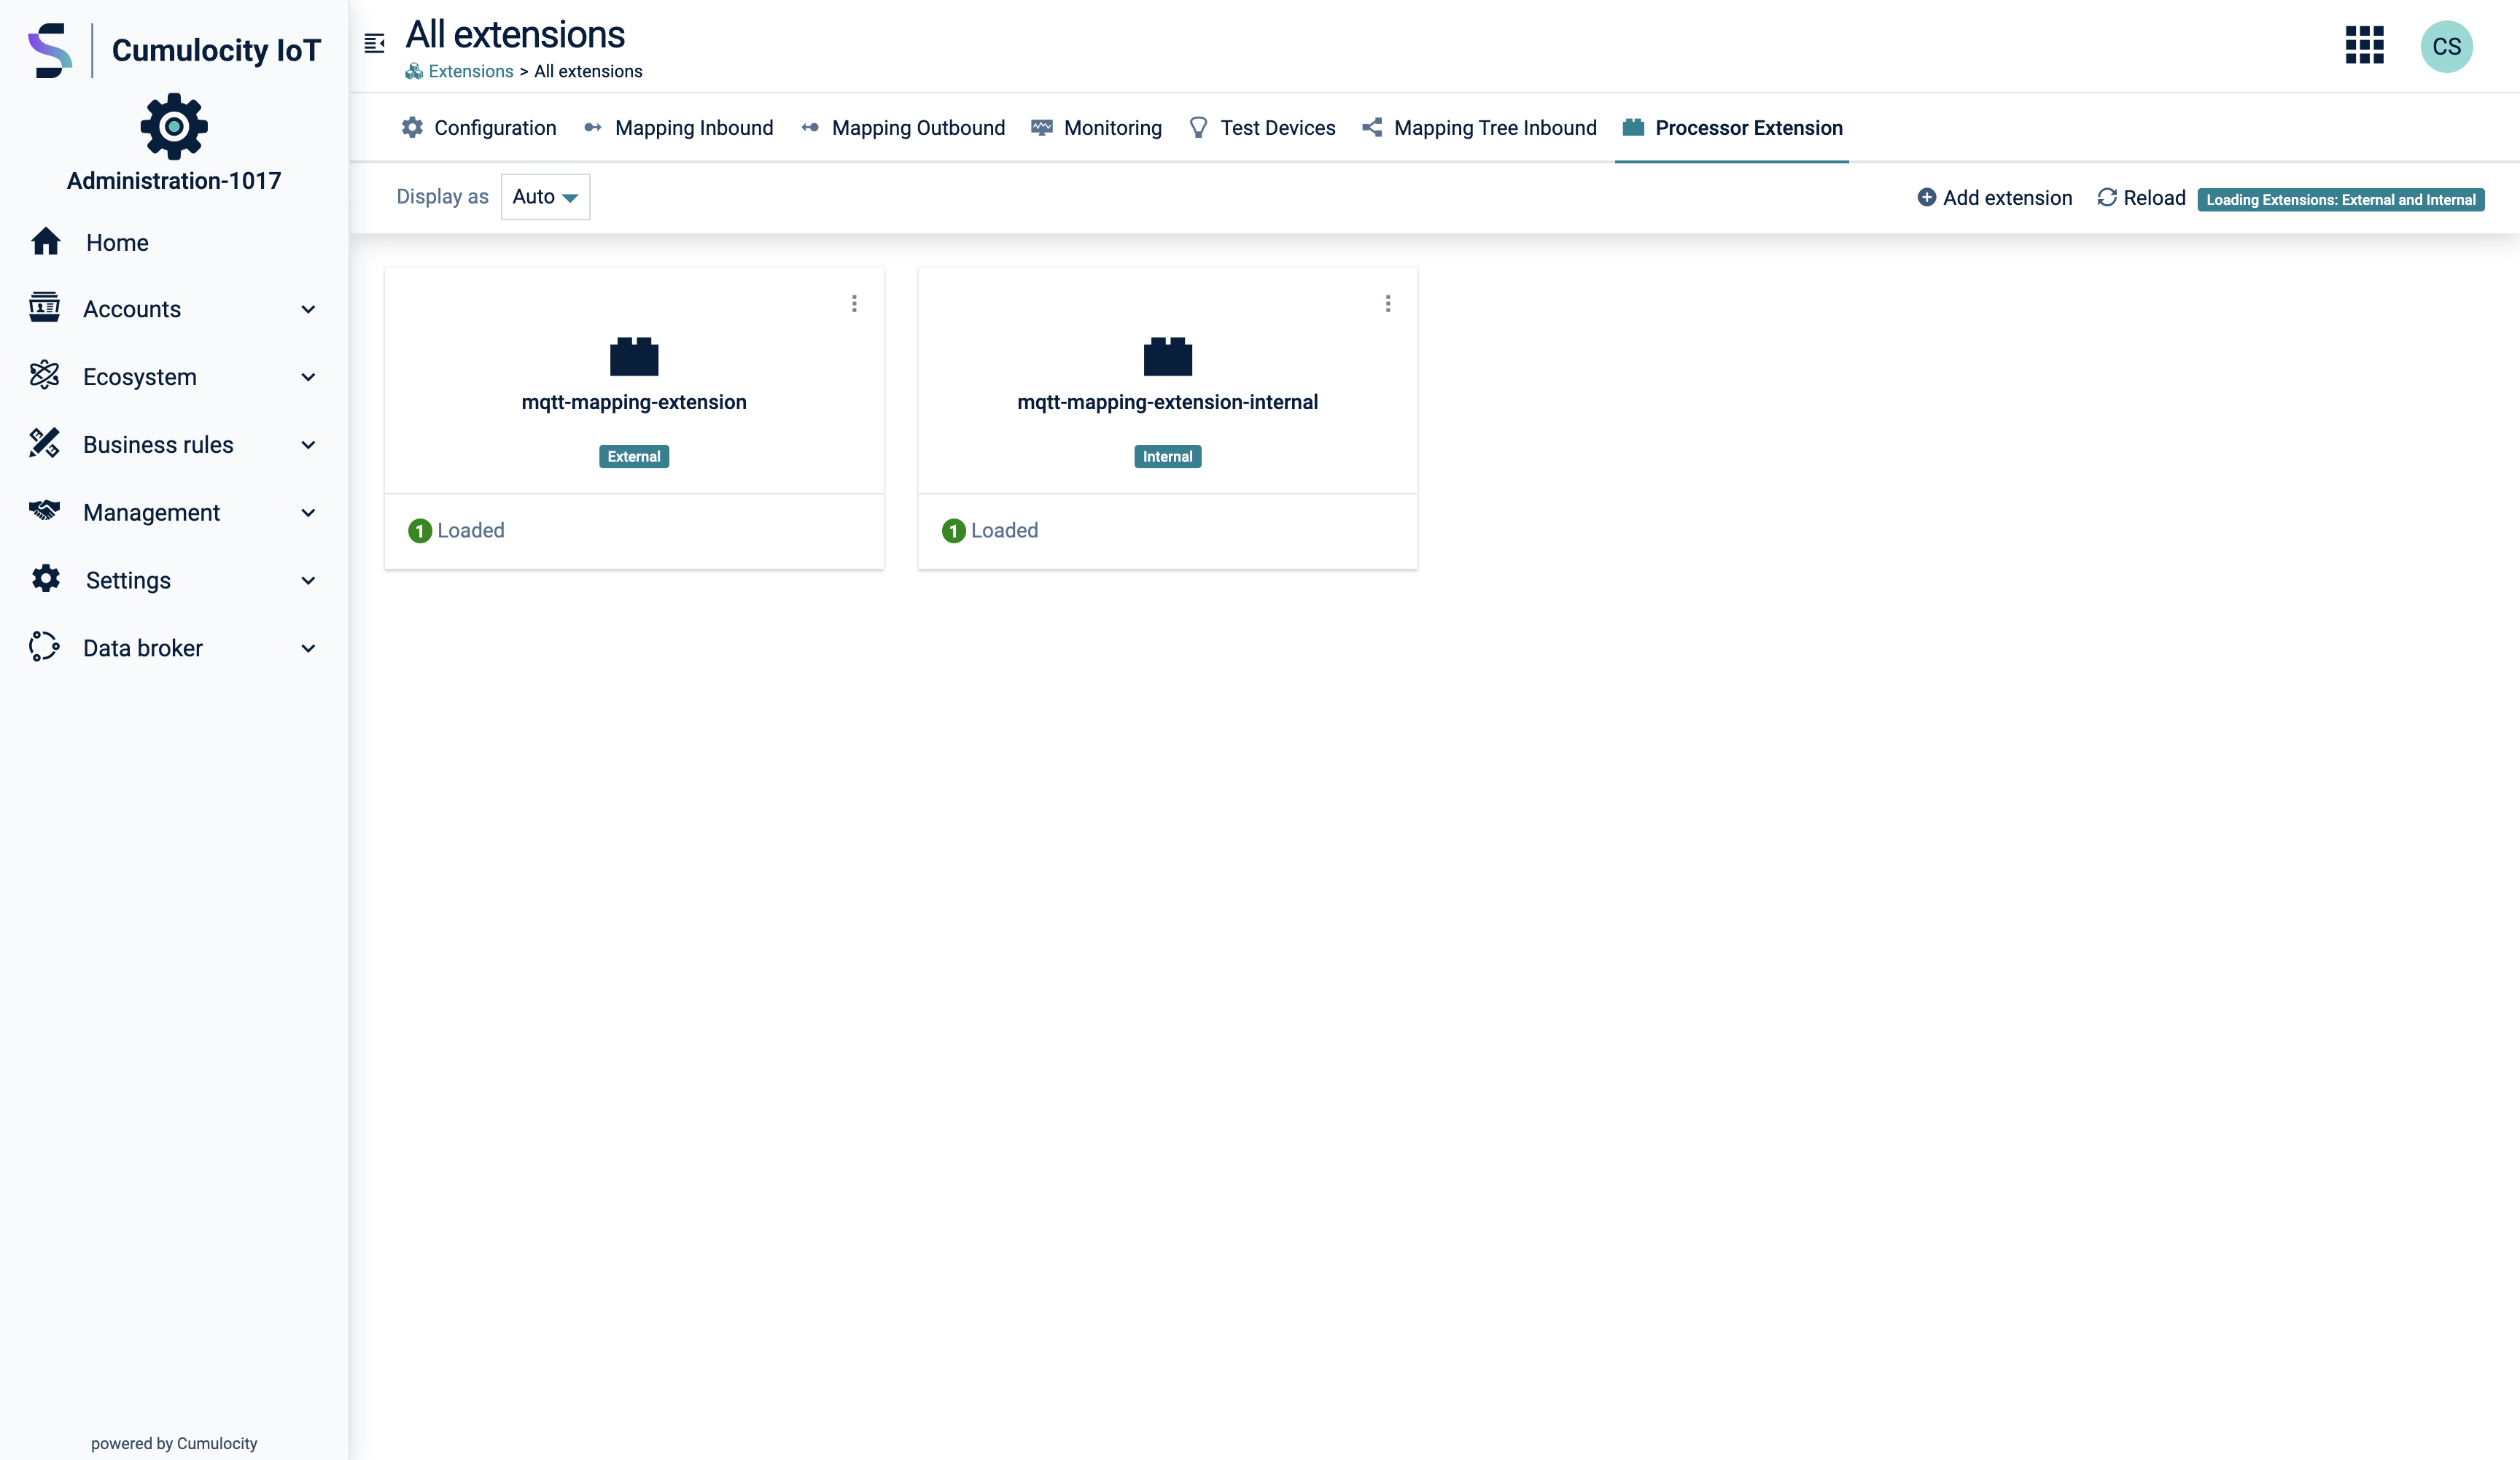 Cumulocity IoT
Administration-1017
Home
Accounts
Ecosystem
Business rules
Management
Settings
Data broker
powered by Cumulocity
All extensions
Extensions > All extensions
CS
Configuration Mapping Inbound Mapping Outbound Monitoring Test Devices Mapping Tree Inbound Processor Extension
Display as Auto Add extension Reload Loading Extensions: External and Internal
mqtt-mapping-extension
External
1 Loaded
mqtt-mapping-extension-internal
Internal
1 Loaded